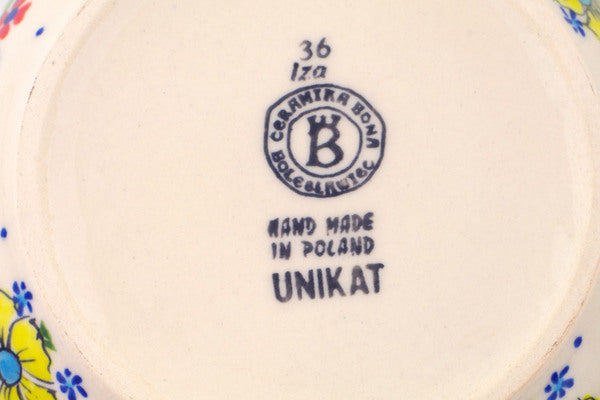 36
Iza
CERAMIKA BONA
B
BOLESŁAWIEC
HAND MADE
IN POLAND
UNIKAT